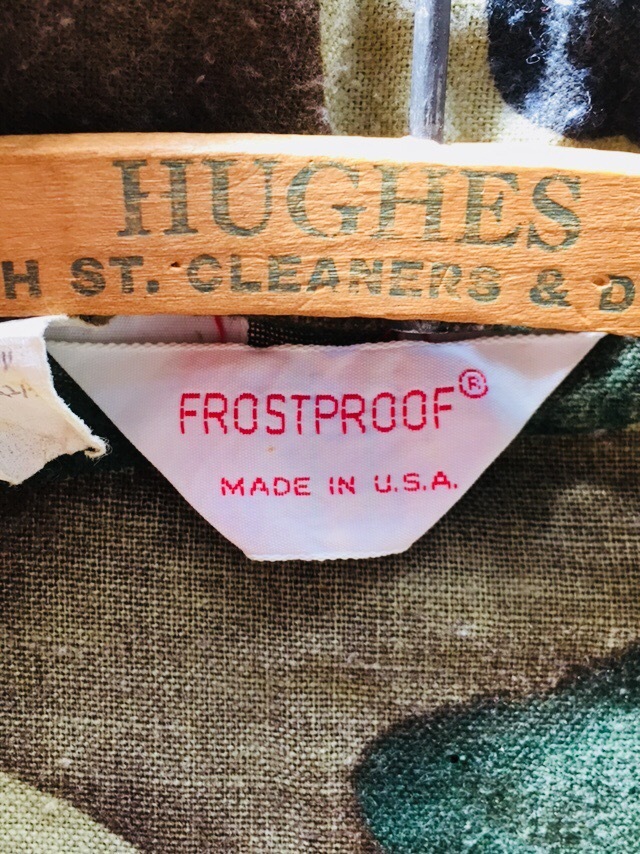 HUGHES
H ST. CLEANERS & D
FROSTPROOF®
MADE IN U.S.A.